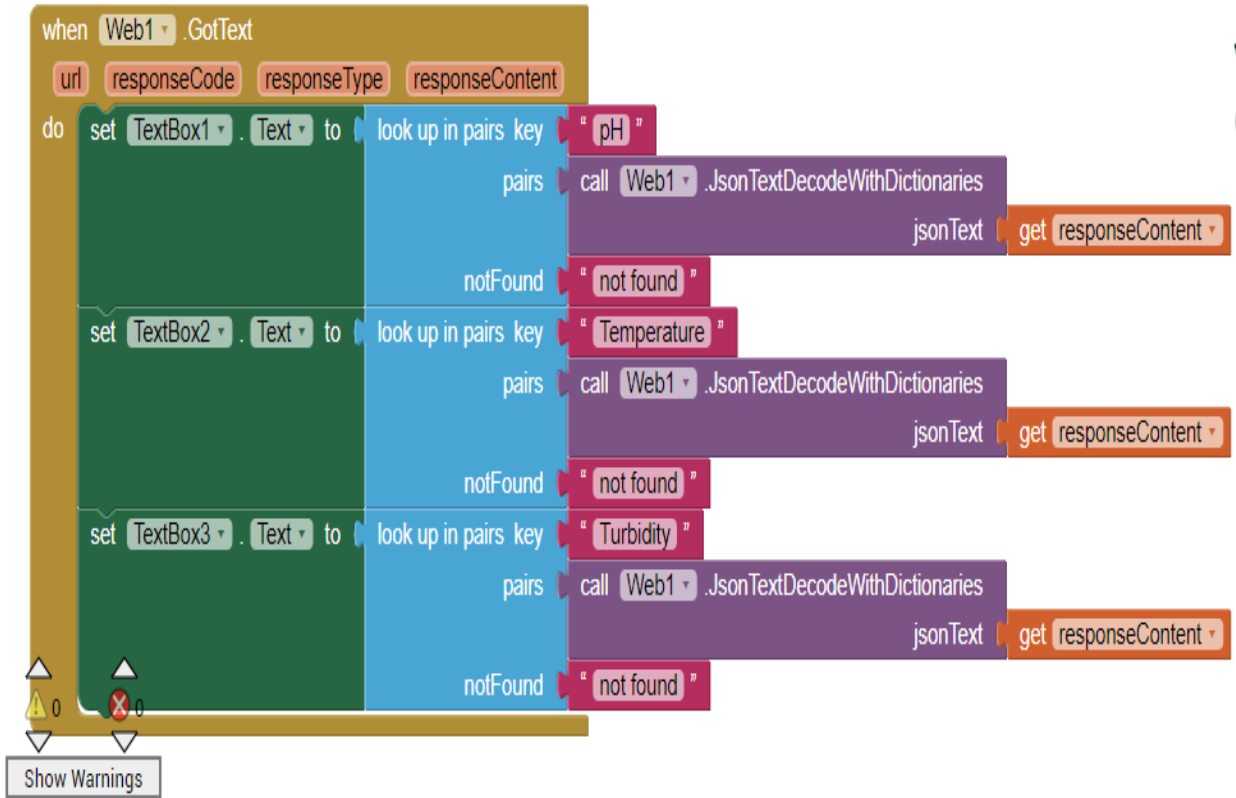 when Web1 .GotText
url responseCode responseType responseContent
do set TextBox1 . Text to look up in pairs key “ pH ”
pairs call Web1 .JsonTextDecodeWithDictionaries
jsonText get responseContent
notFound “ not found ”
set TextBox2 . Text to look up in pairs key “ Temperature ”
pairs call Web1 .JsonTextDecodeWithDictionaries
jsonText get responseContent
notFound “ not found ”
set TextBox3 . Text to look up in pairs key “ Turbidity ”
pairs call Web1 .JsonTextDecodeWithDictionaries
jsonText get responseContent
notFound “ not found ”
0 0
Show Warnings